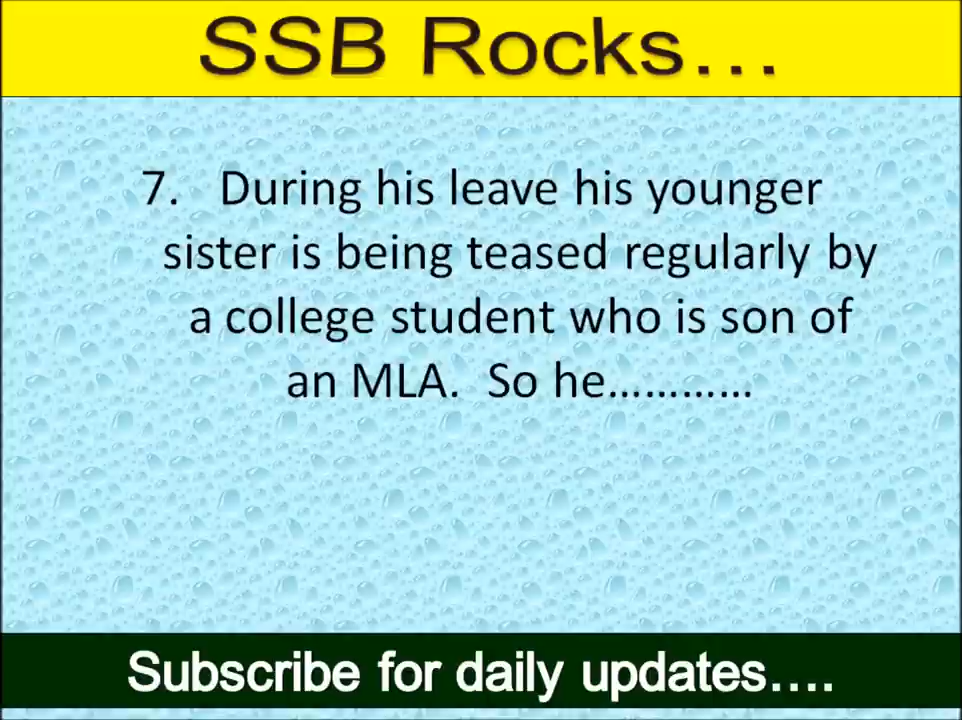 SSB Rocks...
7. During his leave his younger
sister is being teased regularly by
a college student who is son of
an MLA. So he…………
Subscribe for daily updates....